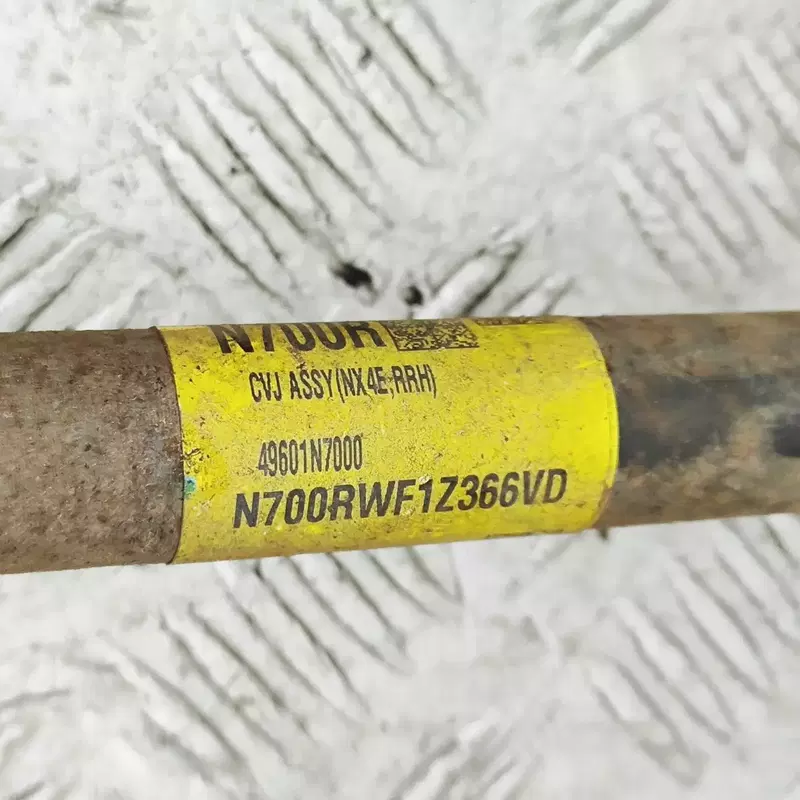 N700R
CVJ ASSY(NX4E,RRH)
49601N7000
N700RWF1Z366VD